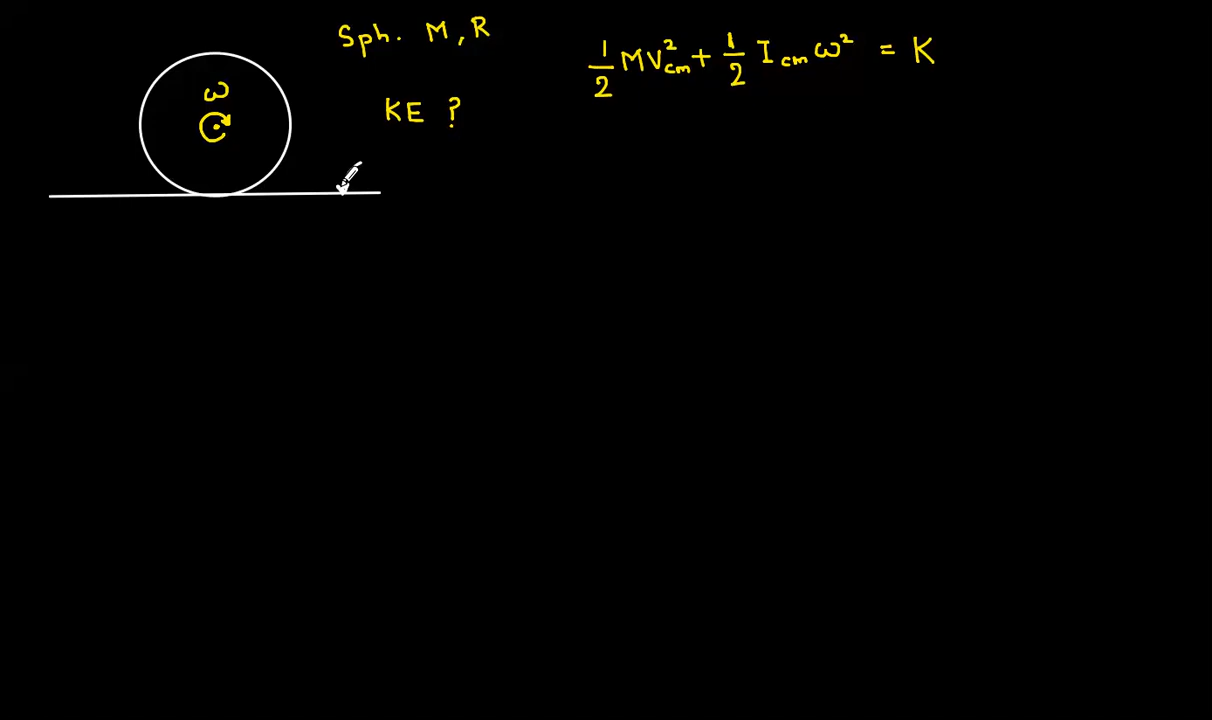 Sph. M, R
KE ?
ω
1/2 MV²cm + 1/2 Icm ω² = K